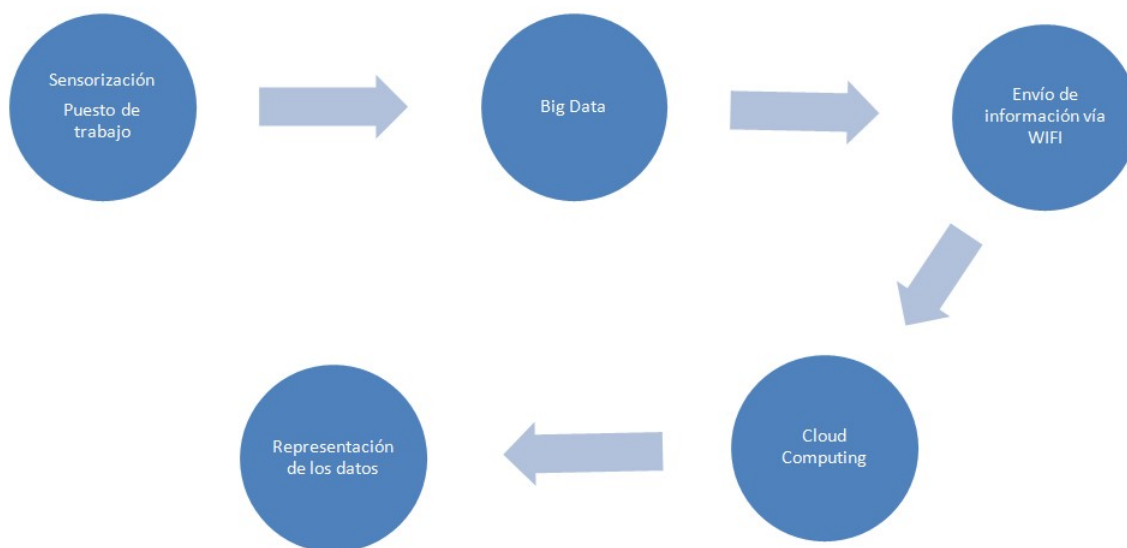 Sensorización
Puesto de
trabajo
Big Data
Envío de
información vía
WIFI
Cloud
Computing
Representación
de los datos